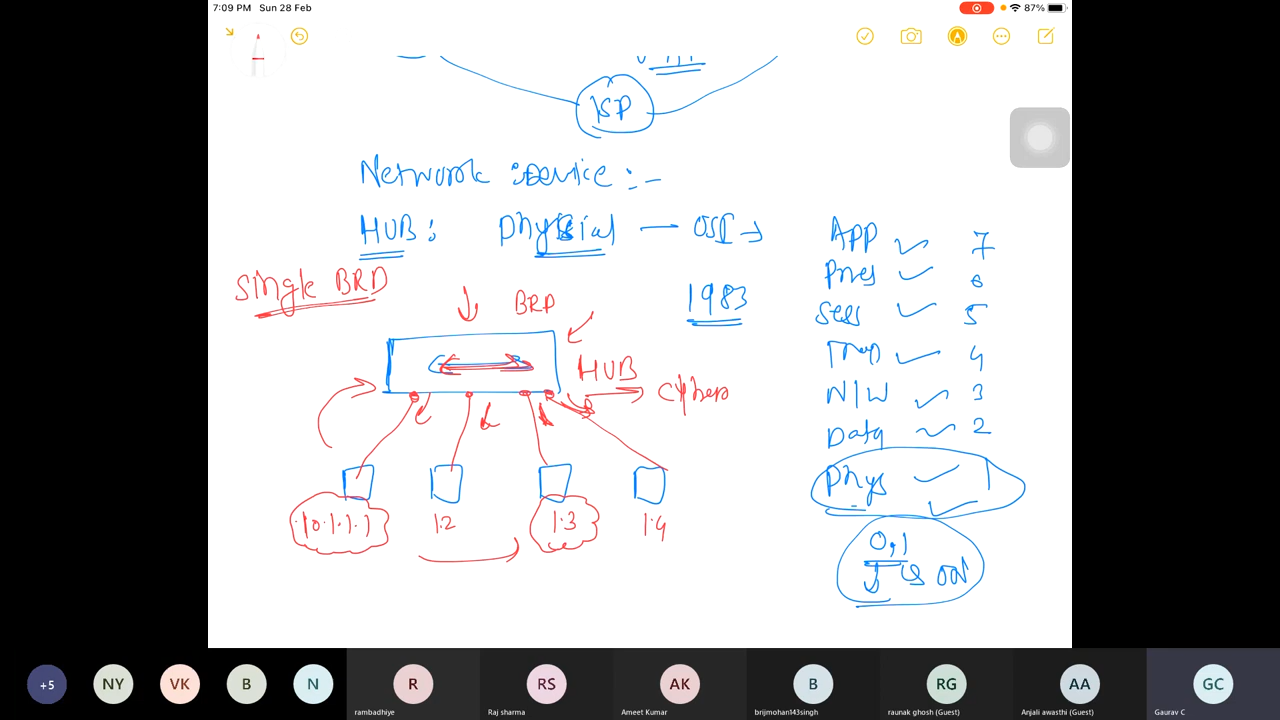 7:09 PM Sun 28 Feb
87%
ISP
Network Device :-
HUB : Physical — OSI →
Single BRD
BRD
1983
HUB
10.1.1.1
1.2
1.3
1.4
APP 7
Pres 6
Sess 5
Tran 4
N/W 3
Data 2
Phys 1
0,1
+5
NY
VK
B
N
R
rambadhiye
RS
Raj sharma
AK
Ameet Kumar
B
brijmohan143singh
RG
raunak ghosh (Guest)
AA
Anjali awasthi (Guest)
GC
Gaurav C